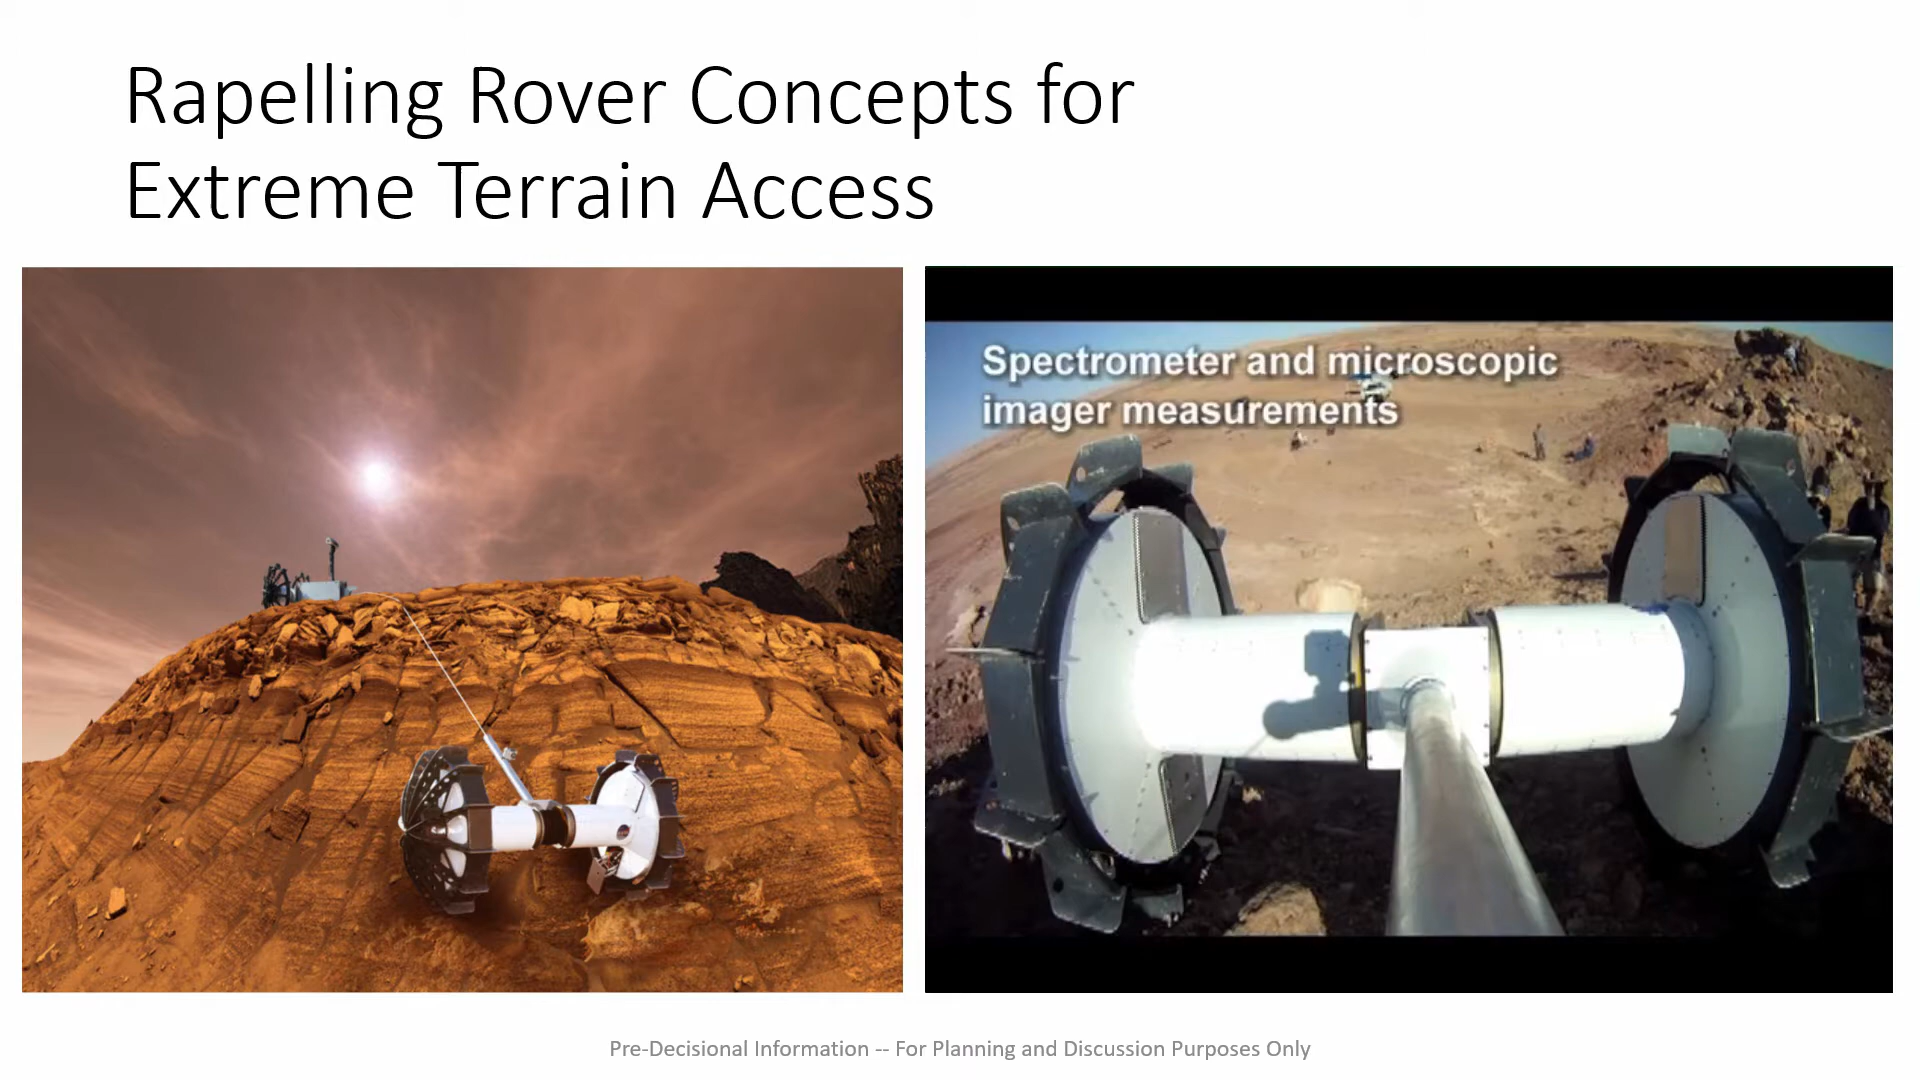 Rapelling Rover Concepts for
Extreme Terrain Access
Spectrometer and microscopic
imager measurements
Pre-Decisional Information -- For Planning and Discussion Purposes Only